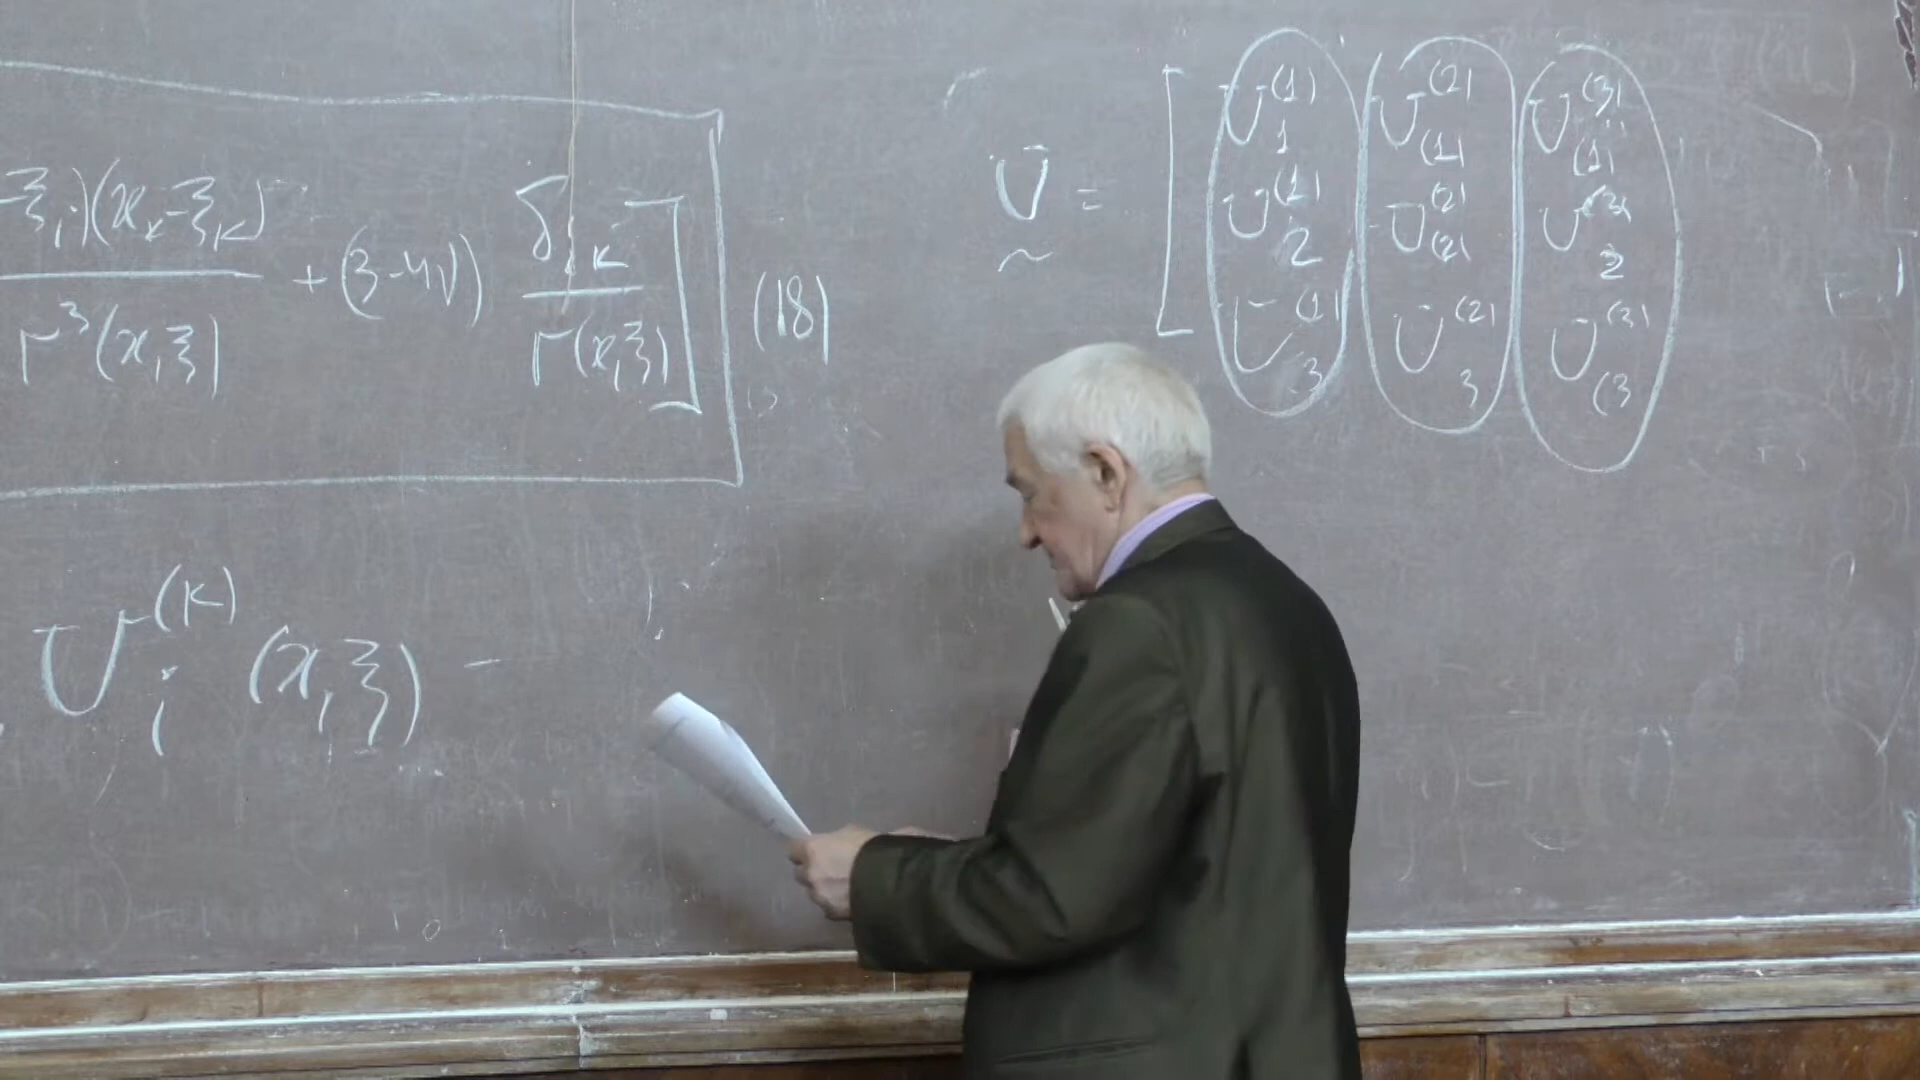 ξᵢ)(xₖ-ξₖ) / r³(x,ξ) + (3-4ν) δᵢₖ / r(x,ξ) ] (18)
U = [ U₁⁽¹⁾ U₍₁₎⁽²⁾ U₍₁₎⁽³⁾
U₂⁽¹⁾ U₍₂₎⁽²⁾ U₂⁽³⁾
U₃⁽¹⁾ U₃⁽²⁾ U₍₃⁽³⁾
Uᵢ⁽ᴷ⁾ (x,ξ) –